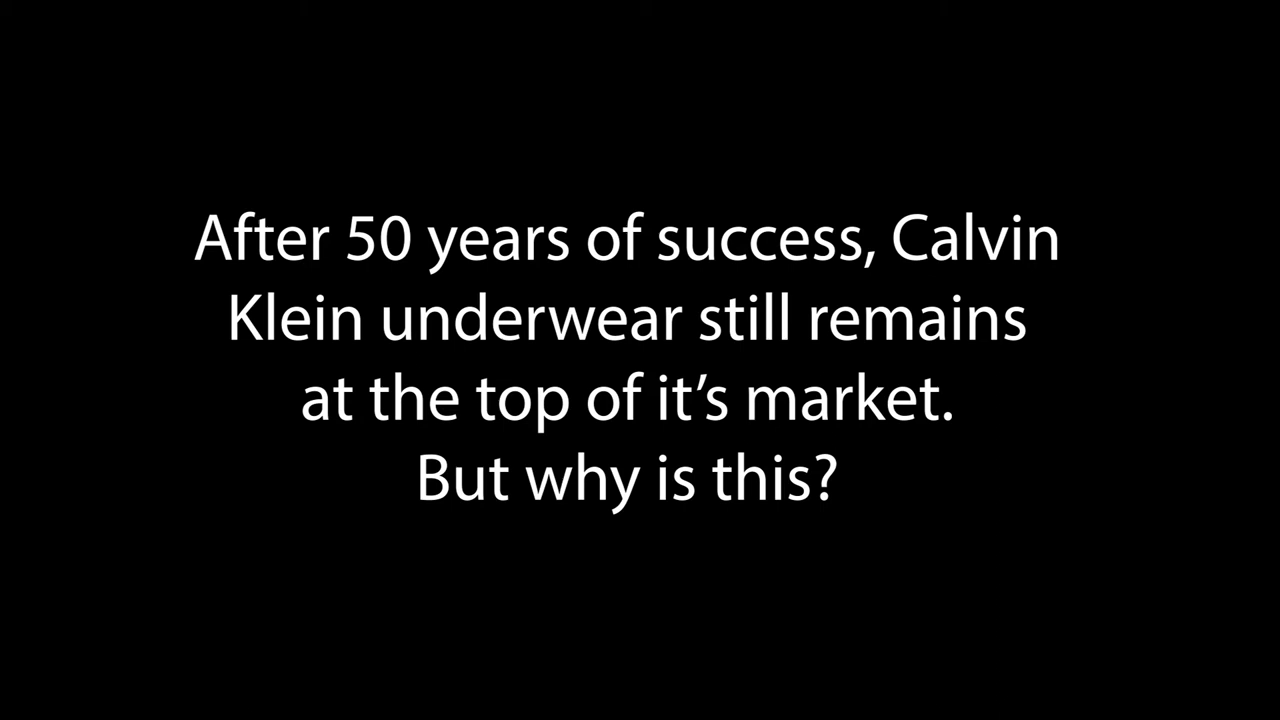 After 50 years of success, Calvin
Klein underwear still remains
at the top of it’s market.
But why is this?